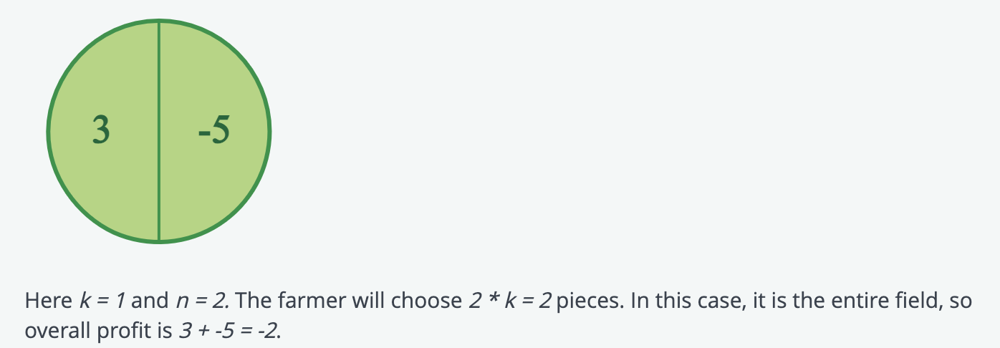 3 -5
Here k = 1 and n = 2. The farmer will choose 2 * k = 2 pieces. In this case, it is the entire field, so
overall profit is 3 + -5 = -2.